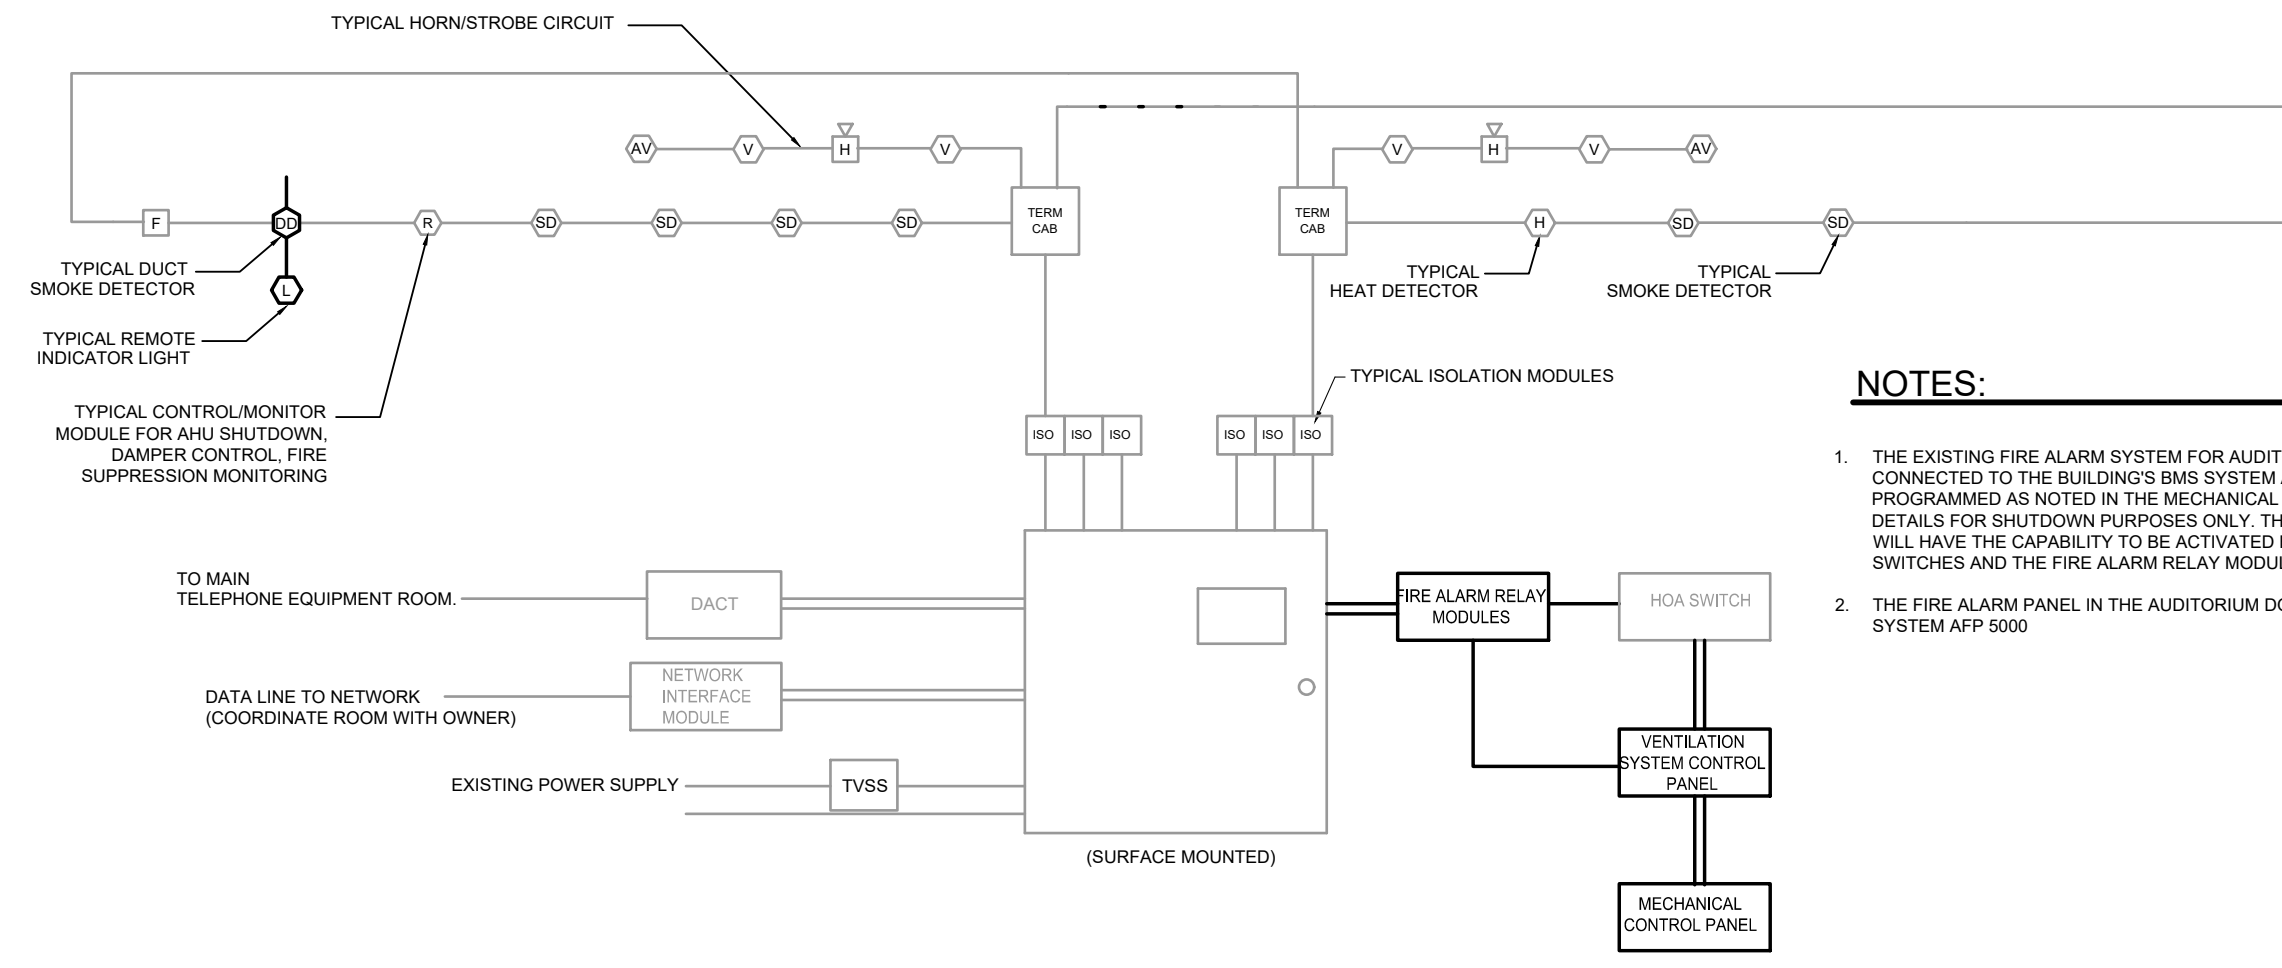 TYPICAL HORN/STROBE CIRCUIT
AV V H V
V H V AV
F DD R SD SD SD SD
TERM
CAB
TERM
CAB
H SD SD
TYPICAL DUCT
SMOKE DETECTOR
L
TYPICAL REMOTE
INDICATOR LIGHT
TYPICAL
HEAT DETECTOR
TYPICAL
SMOKE DETECTOR
TYPICAL CONTROL/MONITOR
MODULE FOR AHU SHUTDOWN,
DAMPER CONTROL, FIRE
SUPPRESSION MONITORING
TYPICAL ISOLATION MODULES
ISO ISO ISO
ISO ISO ISO
NOTES:
1. THE EXISTING FIRE ALARM SYSTEM FOR AUDIT
CONNECTED TO THE BUILDING'S BMS SYSTEM
PROGRAMMED AS NOTED IN THE MECHANICAL
DETAILS FOR SHUTDOWN PURPOSES ONLY. TH
WILL HAVE THE CAPABILITY TO BE ACTIVATED
SWITCHES AND THE FIRE ALARM RELAY MODUL
2. THE FIRE ALARM PANEL IN THE AUDITORIUM DO
SYSTEM AFP 5000
TO MAIN
TELEPHONE EQUIPMENT ROOM.
DACT
DATA LINE TO NETWORK
(COORDINATE ROOM WITH OWNER)
NETWORK
INTERFACE
MODULE
EXISTING POWER SUPPLY
TVSS
(SURFACE MOUNTED)
FIRE ALARM RELAY
MODULES
HOA SWITCH
VENTILATION
SYSTEM CONTROL
PANEL
MECHANICAL
CONTROL PANEL